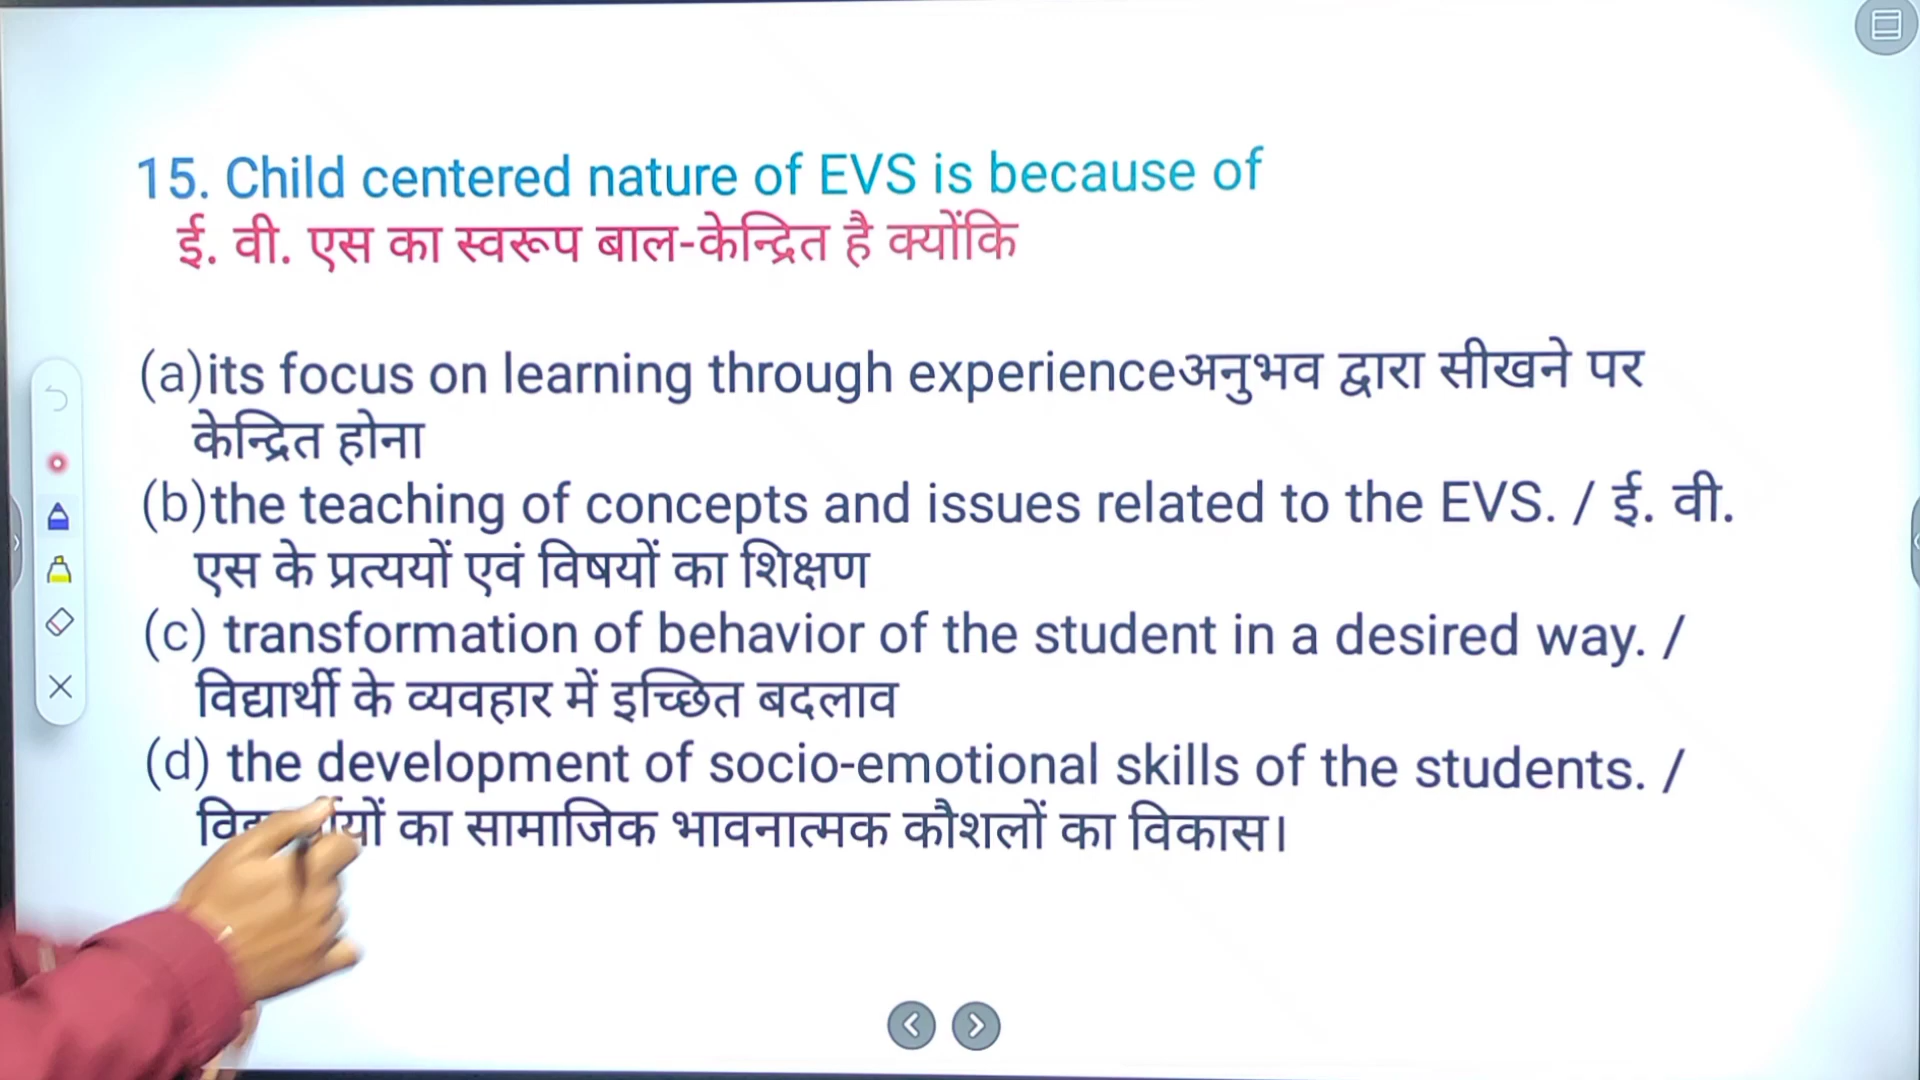 15. Child centered nature of EVS is because of
ई. वी. एस का स्वरूप बाल-केन्द्रित है क्योंकि
(a)its focus on learning through experienceअनुभव द्वारा सीखने पर
केन्द्रित होना
(b)the teaching of concepts and issues related to the EVS. / ई. वी.
एस के प्रत्ययों एवं विषयों का शिक्षण
(c) transformation of behavior of the student in a desired way. /
विद्यार्थी के व्यवहार में इच्छित बदलाव
(d) the development of socio-emotional skills of the students. /
का सामाजिक भावनात्मक कौशलों का विकास।